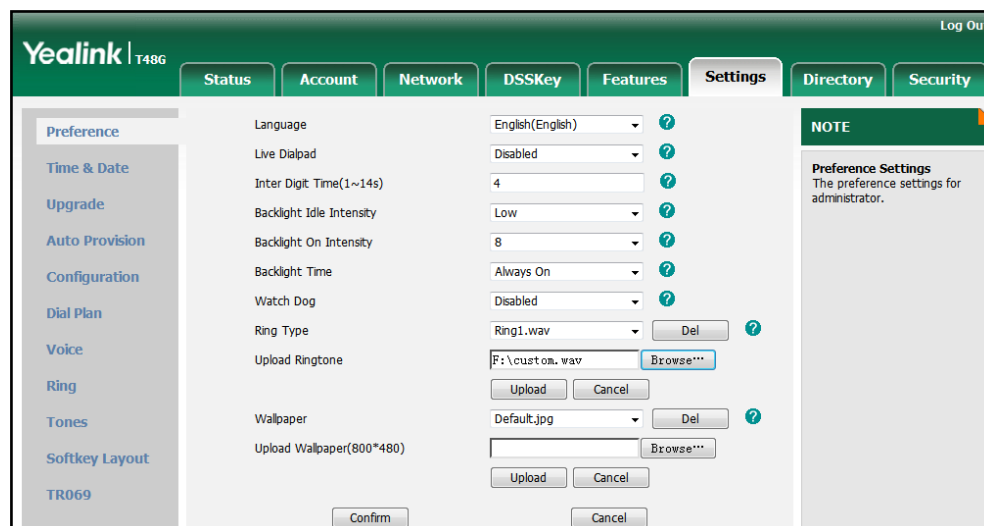 Log Ou
Yealink T48G
Status Account Network DSSKey Features Settings Directory Security
Preference
Time & Date
Upgrade
Auto Provision
Configuration
Dial Plan
Voice
Ring
Tones
Softkey Layout
TR069
Language English(English) ?
Live Dialpad Disabled ?
Inter Digit Time(1~14s) 4 ?
Backlight Idle Intensity Low ?
Backlight On Intensity 8 ?
Backlight Time Always On ?
Watch Dog Disabled ?
Ring Type Ring1.wav Del ?
Upload Ringtone F:\custom.wav Browse···
Upload Cancel
Wallpaper Default.jpg Del ?
Upload Wallpaper(800*480) Browse···
Upload Cancel
Confirm Cancel
NOTE
Preference Settings
The preference settings for
administrator.